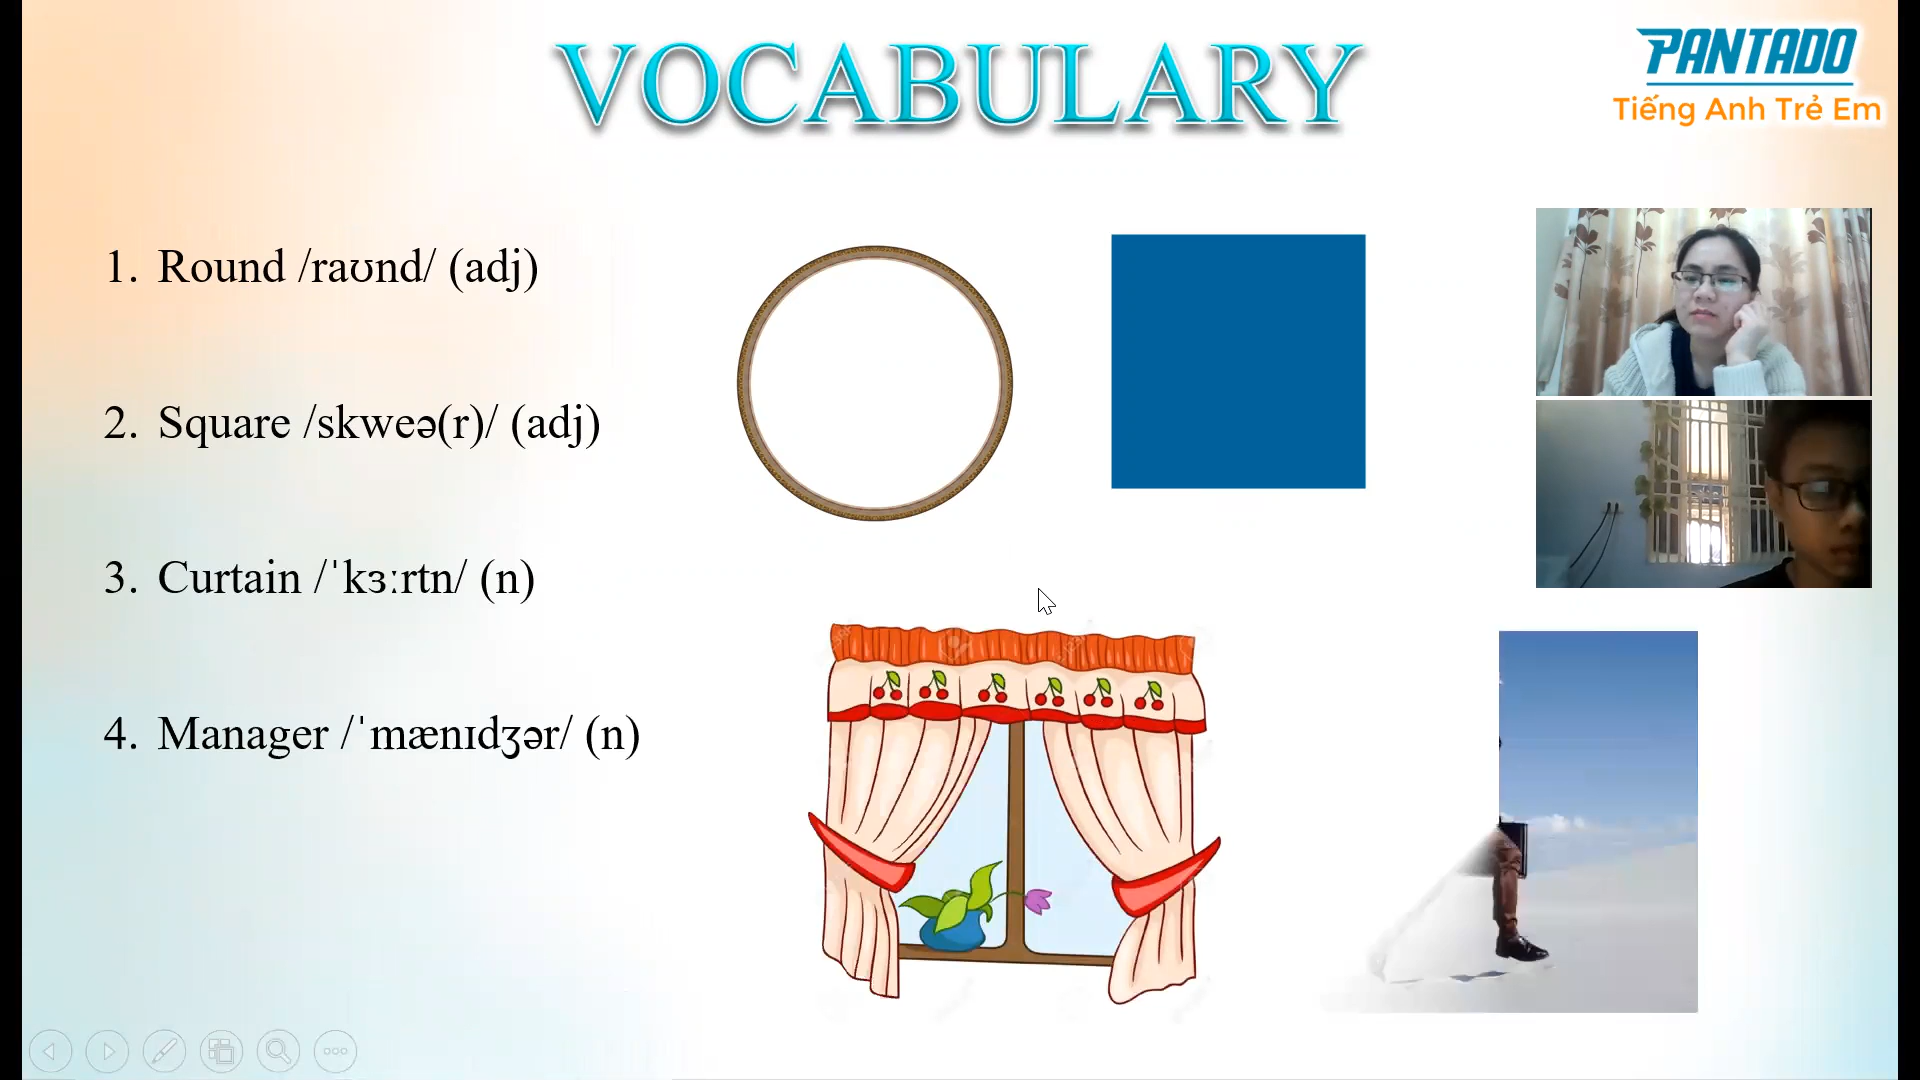 VOCABULARY
PANTADO
Tiếng Anh Trẻ Em
1. Round /raʊnd/ (adj)
2. Square /skweə(r)/ (adj)
3. Curtain /ˈkɜːrtn/ (n)
4. Manager /ˈmænɪdʒər/ (n)